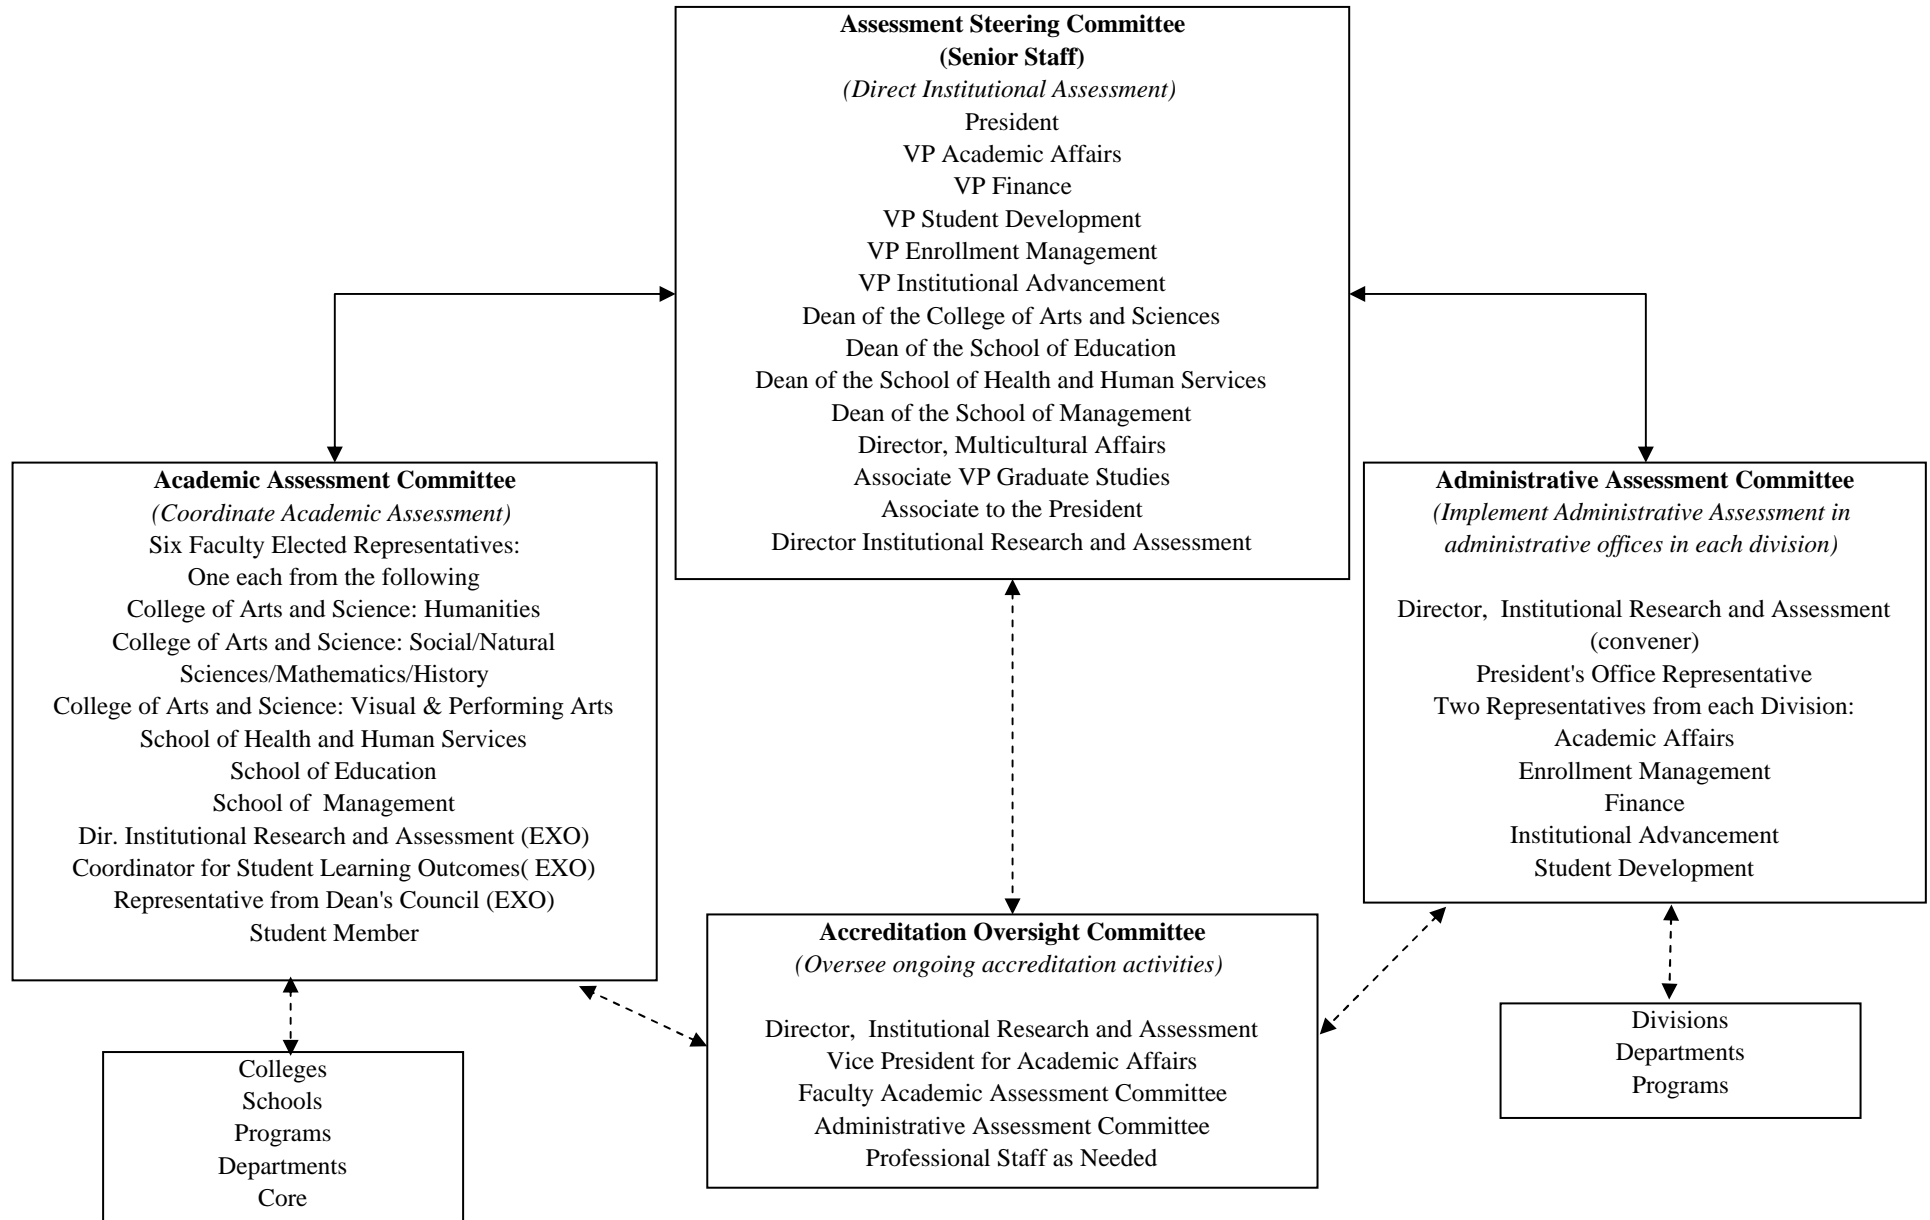 Assessment Steering Committee
(Senior Staff)
(Direct Institutional Assessment)
President
VP Academic Affairs
VP Finance
VP Student Development
VP Enrollment Management
VP Institutional Advancement
Dean of the College of Arts and Sciences
Dean of the School of Education
Dean of the School of Health and Human Services
Dean of the School of Management
Director, Multicultural Affairs
Associate VP Graduate Studies
Associate to the President
Director Institutional Research and Assessment
Academic Assessment Committee
(Coordinate Academic Assessment)
Six Faculty Elected Representatives:
One each from the following
College of Arts and Science: Humanities
College of Arts and Science: Social/Natural
Sciences/Mathematics/History
College of Arts and Science: Visual & Performing Arts
School of Health and Human Services
School of Education
School of  Management
Dir. Institutional Research and Assessment (EXO)
Coordinator for Student Learning Outcomes( EXO)
Representative from Dean's Council (EXO)
Student Member
Administrative Assessment Committee
(Implement Administrative Assessment in
administrative offices in each division)
Director,  Institutional Research and Assessment
(convener)
President's Office Representative
Two Representatives from each Division:
Academic Affairs
Enrollment Management
Finance
Institutional Advancement
Student Development
Accreditation Oversight Committee
(Oversee ongoing accreditation activities)
Director,  Institutional Research and Assessment
Vice President for Academic Affairs
Faculty Academic Assessment Committee
Administrative Assessment Committee
Professional Staff as Needed
Colleges
Schools
Programs
Departments
Core
Divisions
Departments
Programs